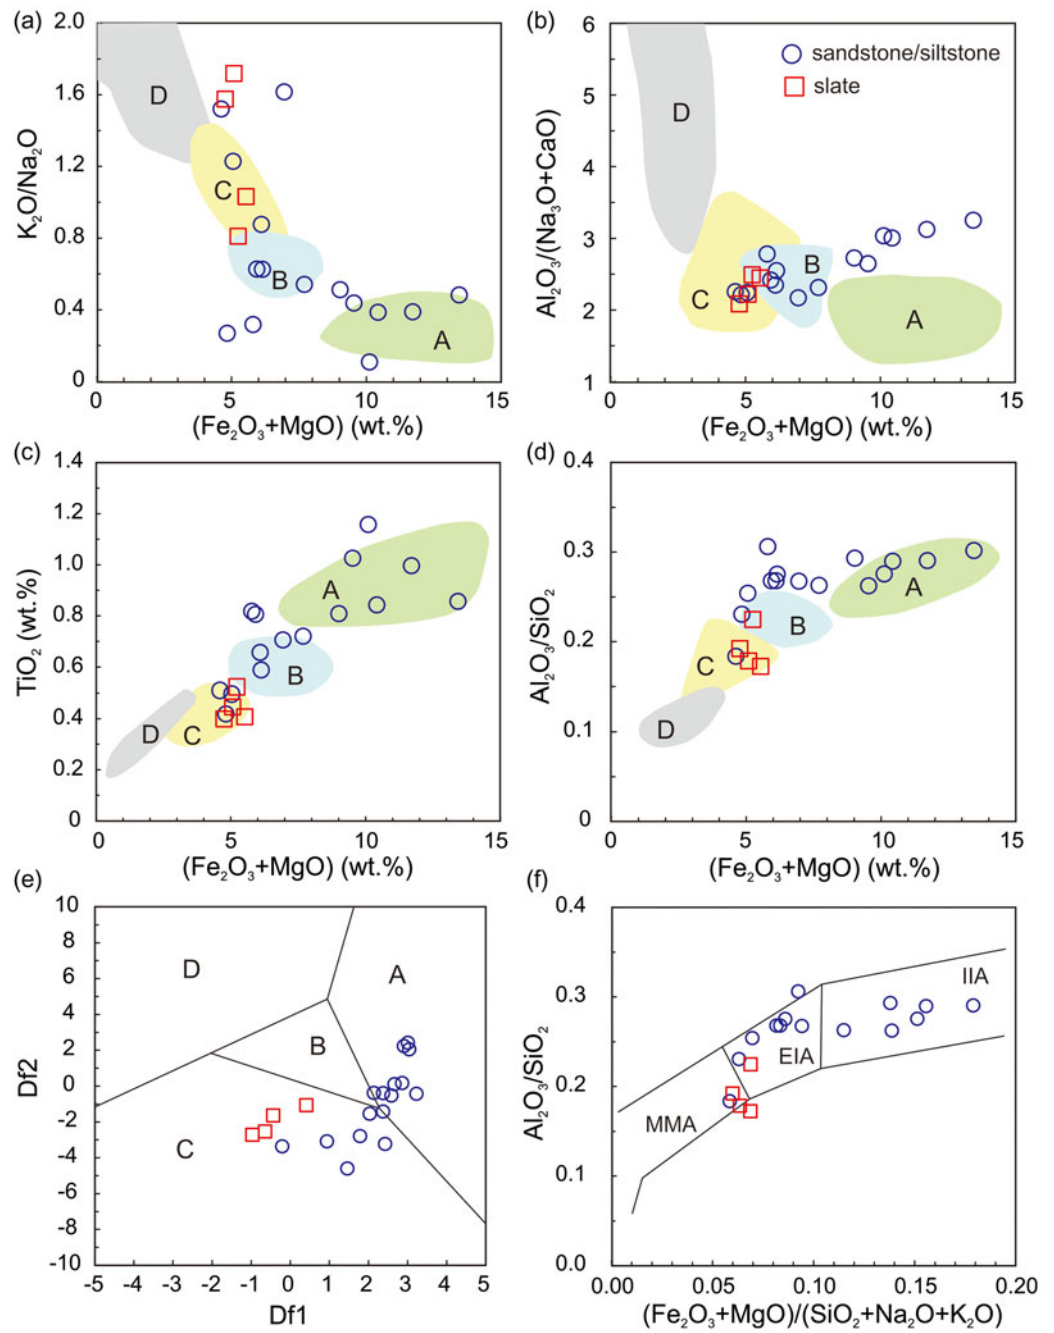 (a)
2.0
1.6
1.2
0.8
0.4
0
K₂O/Na₂O
D
C
B
A
0 5 10 15
(Fe₂O₃+MgO) (wt.%)
(b)
6
5
4
3
2
1
Al₂O₃/(Na₃O+CaO)
sandstone/siltstone
slate
D
C
B
A
0 5 10 15
(Fe₂O₃+MgO) (wt.%)
(c)
1.4
1.2
1.0
0.8
0.6
0.4
0.2
0
TiO₂ (wt.%)
A
B
C
D
0 5 10 15
(Fe₂O₃+MgO) (wt.%)
(d)
0.4
0.3
0.2
0.1
0
Al₂O₃/SiO₂
A
B
C
D
0 5 10 15
(Fe₂O₃+MgO) (wt.%)
(e)
10
8
6
4
2
0
-2
-4
-6
-8
-10
Df2
D
A
B
C
-5 -4 -3 -2 -1 0 1 2 3 4 5
Df1
(f)
0.4
0.3
0.2
0.1
0.0
Al₂O₃/SiO₂
IIA
EIA
MMA
0.00 0.05 0.10 0.15 0.20
(Fe₂O₃+MgO)/(SiO₂+Na₂O+K₂O)